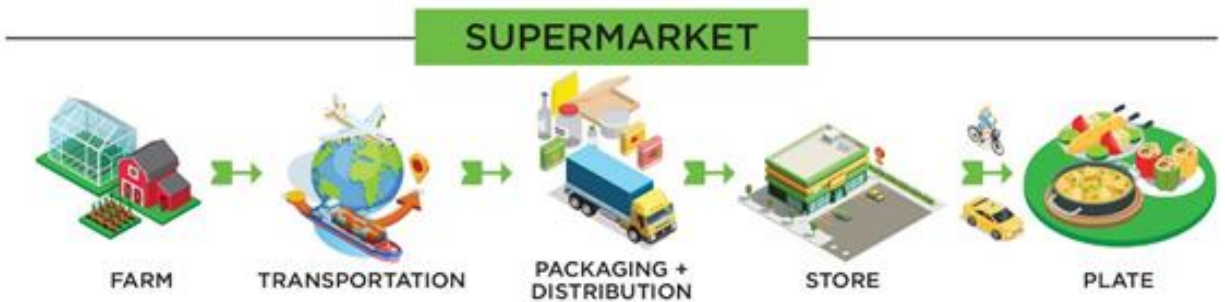 SUPERMARKET
FARM
TRANSPORTATION
PACKAGING +
DISTRIBUTION
STORE
PLATE